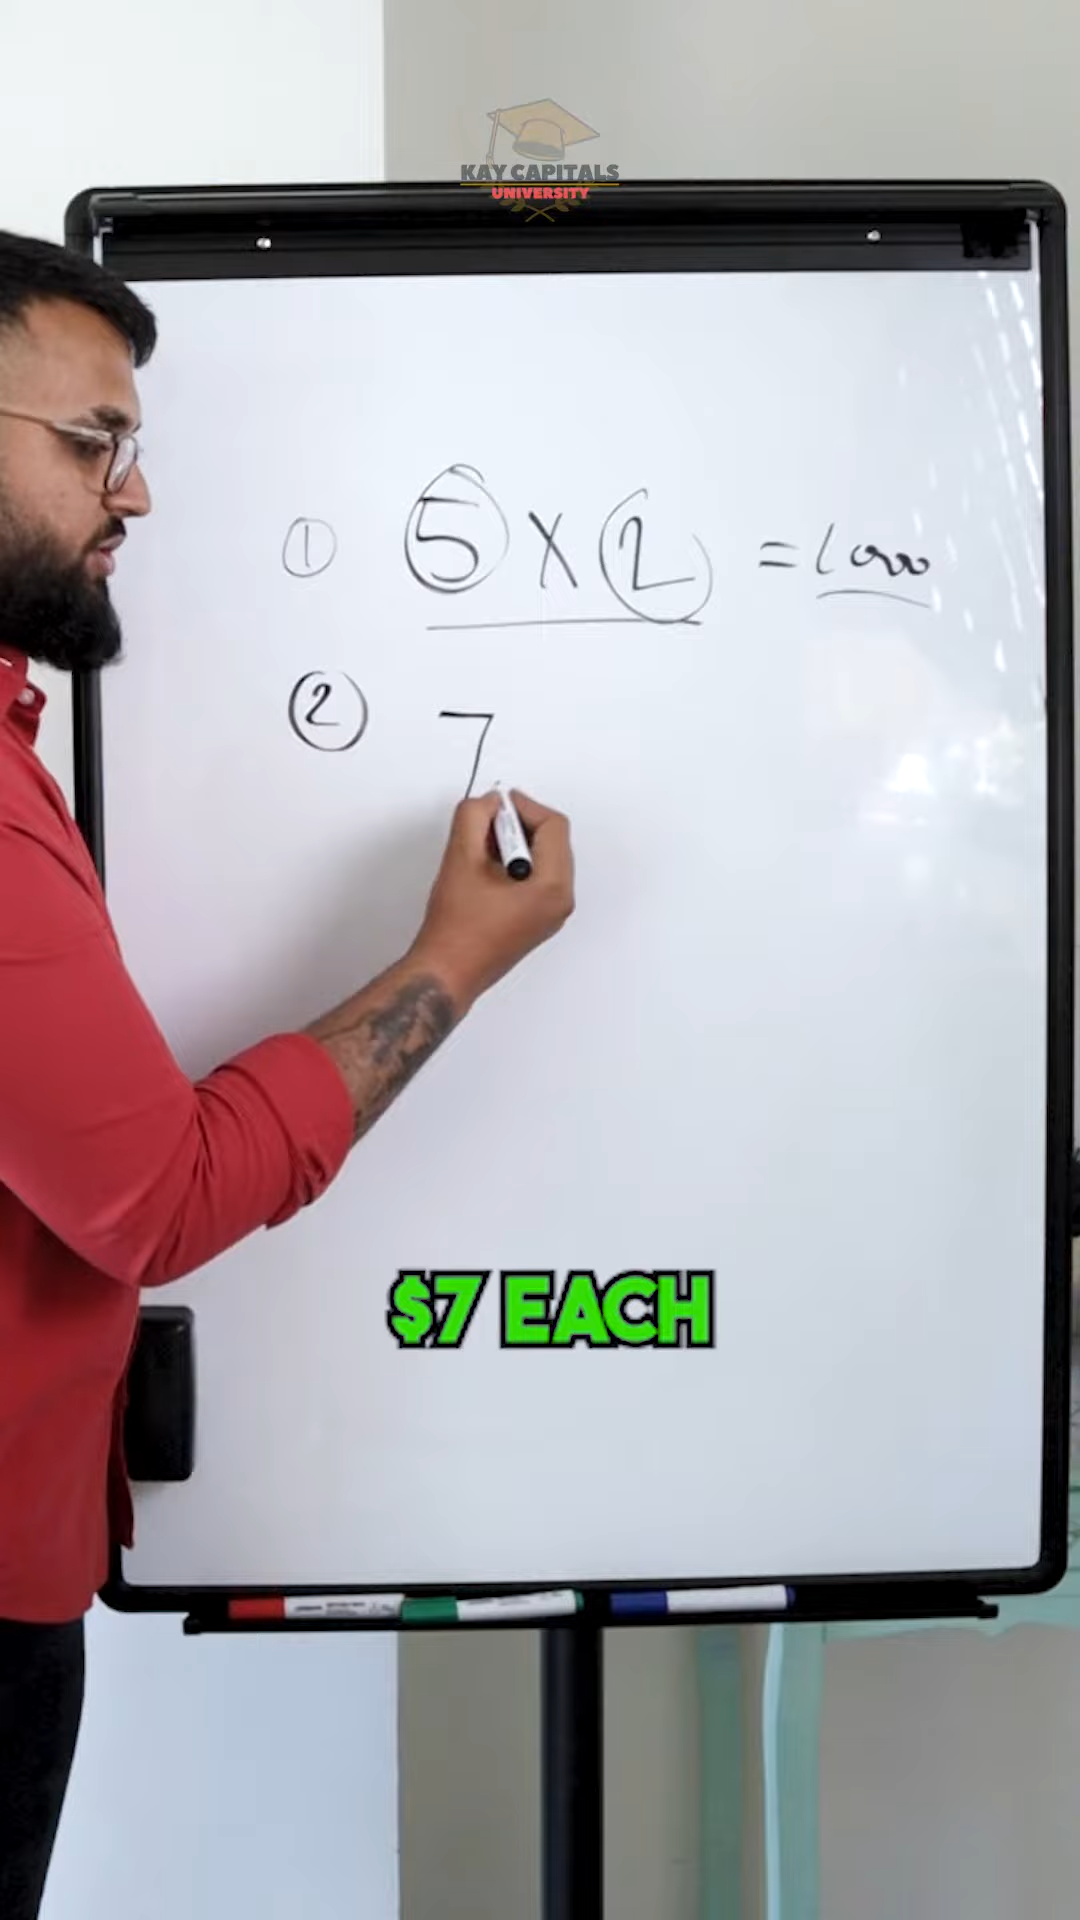 KAY CAPITALS
UNIVERSITY
① 5 X 2 = 1000
② 7
$7 EACH